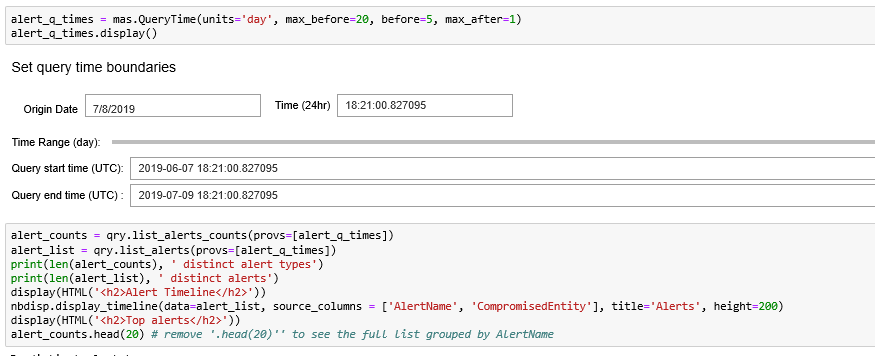 alert_q_times = mas.QueryTime(units='day', max_before=20, before=5, max_after=1)
alert_q_times.display()
Set query time boundaries
Origin Date 7/8/2019 Time (24hr) 18:21:00.827095
Time Range (day):
Query start time (UTC): 2019-06-07 18:21:00.827095
Query end time (UTC) : 2019-07-09 18:21:00.827095
alert_counts = qry.list_alerts_counts(provs=[alert_q_times])
alert_list = qry.list_alerts(provs=[alert_q_times])
print(len(alert_counts), ' distinct alert types')
print(len(alert_list), ' distinct alerts')
display(HTML('<h2>Alert Timeline</h2>'))
nbdisp.display_timeline(data=alert_list, source_columns = ['AlertName', 'CompromisedEntity'], title='Alerts', height=200)
display(HTML('<h2>Top alerts</h2>'))
alert_counts.head(20) # remove '.head(20)'' to see the full list grouped by AlertName